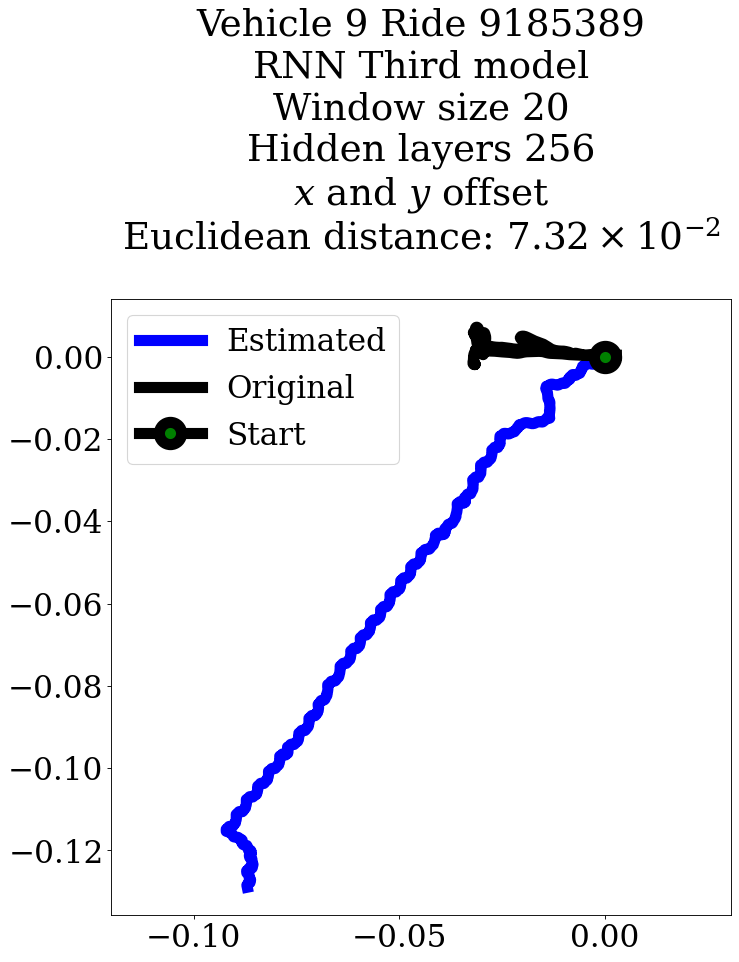 Vehicle 9 Ride 9185389
RNN Third model
Window size 20
Hidden layers 256
x and y offset
Euclidean distance: 7.32 × 10⁻²
Estimated
Original
Start
0.00
−0.02
−0.04
−0.06
−0.08
−0.10
−0.12
−0.10
−0.05
0.00